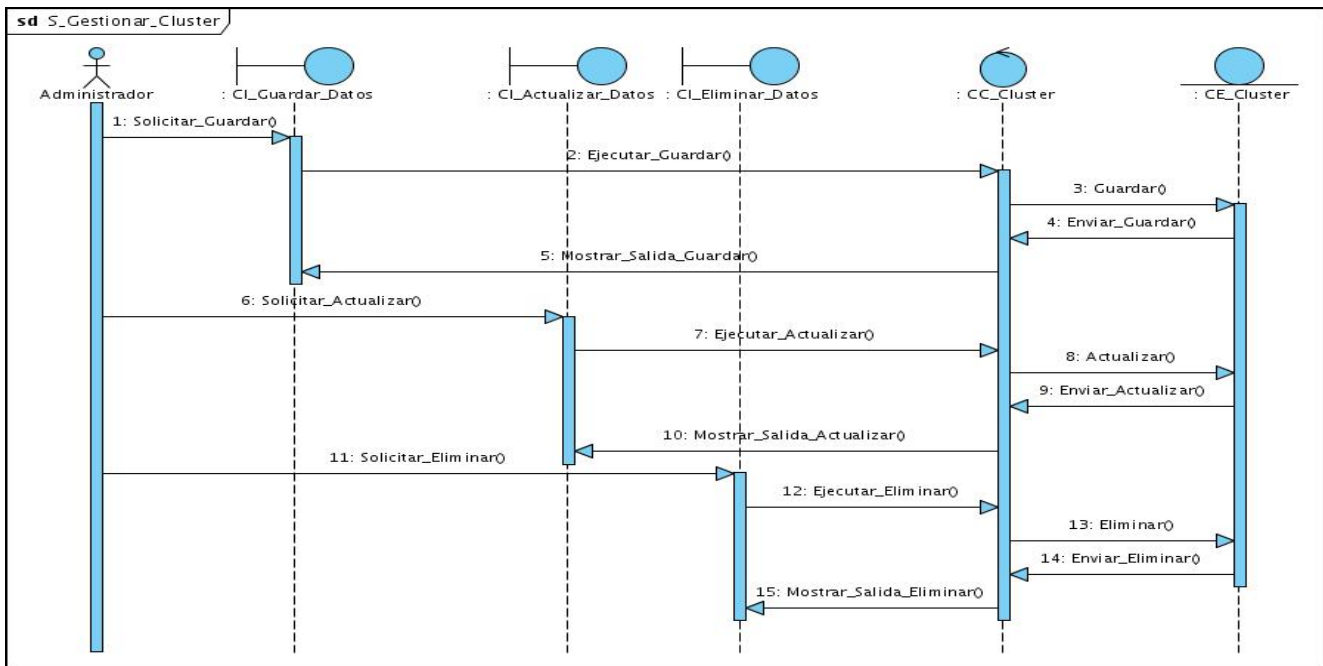 sd S_Gestionar_Cluster
Administrador
: CI_Guardar_Datos
: CI_Actualizar_Datos
: CI_Eliminar_Datos
: CC_Cluster
: CE_Cluster
1: Solicitar_Guardar()
2: Ejecutar_Guardar()
3: Guardar()
4: Enviar_Guardar()
5: Mostrar_Salida_Guardar()
6: Solicitar_Actualizar()
7: Ejecutar_Actualizar()
8: Actualizar()
9: Enviar_Actualizar()
10: Mostrar_Salida_Actualizar()
11: Solicitar_Eliminar()
12: Ejecutar_Eliminar()
13: Eliminar()
14: Enviar_Eliminar()
15: Mostrar_Salida_Eliminar()